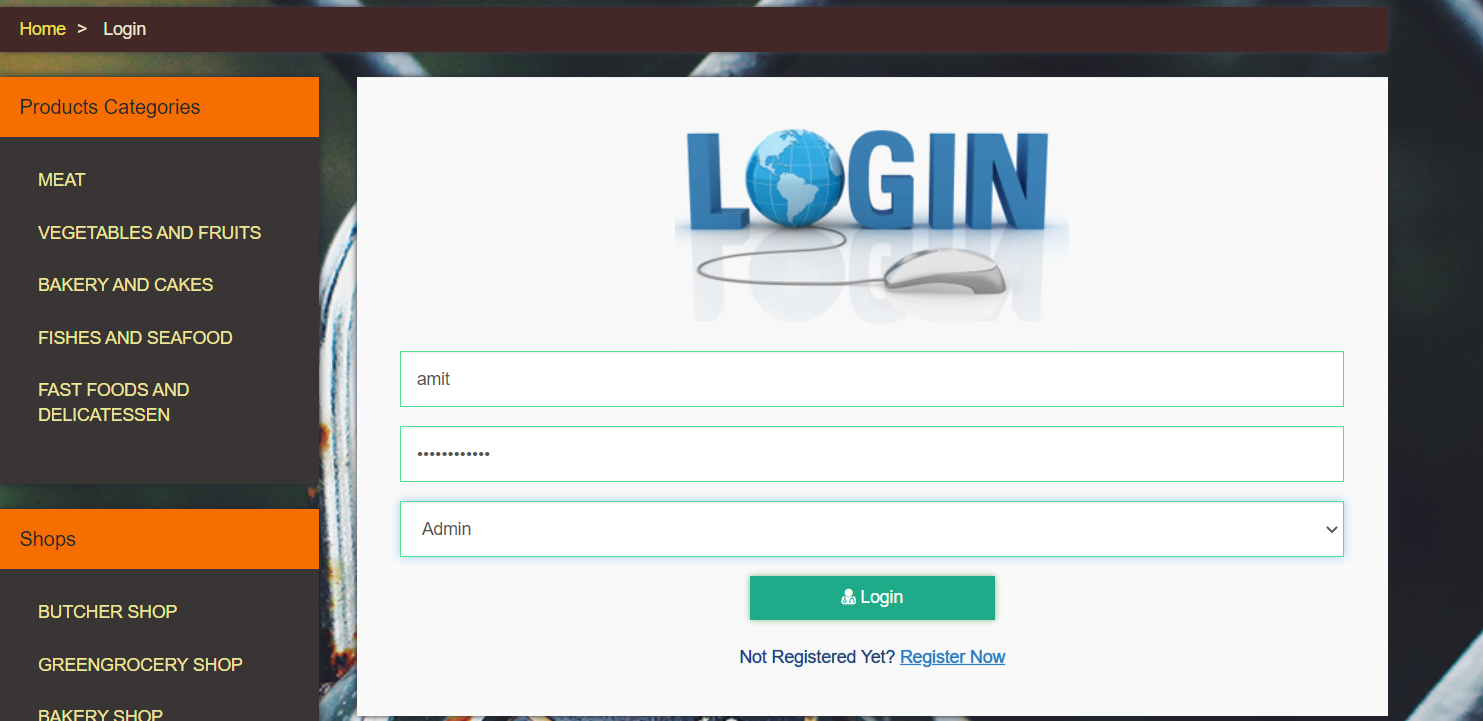 Home > Login
Products Categories
MEAT
VEGETABLES AND FRUITS
BAKERY AND CAKES
FISHES AND SEAFOOD
FAST FOODS AND
DELICATESSEN
Shops
BUTCHER SHOP
GREENGROCERY SHOP
BAKERY SHOP
LOGIN
amit
••••••••••••
Admin
Login
Not Registered Yet? Register Now